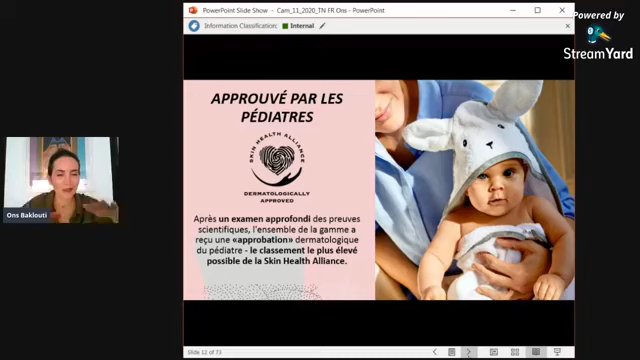 PowerPoint Slide Show - Cam_11_2020_TN FR Ons - PowerPoint
Powered by
StreamYard
Information Classification: Internal
APPROUVÉ PAR LES
PÉDIATRES
SKIN HEALTH ALLIANCE
DERMATOLOGICALLY
APPROVED
Après un examen approfondi des preuves
scientifiques, l'ensemble de la gamme a
reçu une «approbation» dermatologique
du pédiatre - le classement le plus élevé
possible de la Skin Health Alliance.
Ons Baklouti
Slide 12 of 73